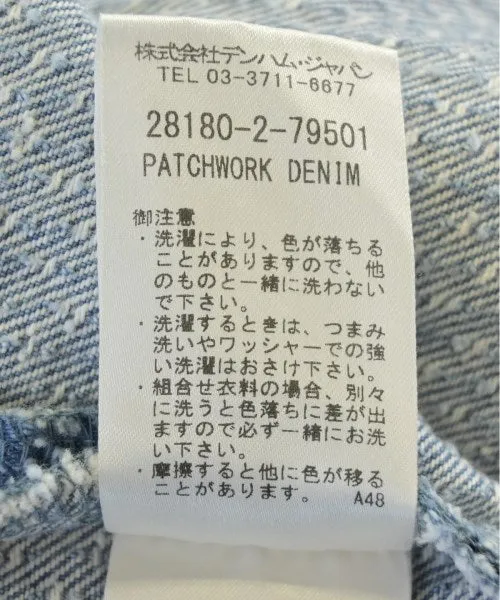 株式会社デンハム・ジャパン
TEL 03-3711-6677
28180-2-79501
PATCHWORK DENIM
御注意
・洗濯により、色が落ちる
ことがありますので、他
のものと一緒に洗わない
で下さい。
・洗濯するときは、つまみ
洗いやワッシャーでの強
い洗濯はおさけ下さい。
・組合せ衣料の場合、別々
に洗うと色落ちに差が出
ますので必ず一緒にお洗
い下さい。
・摩擦すると他に色が移る
ことがあります。 A48